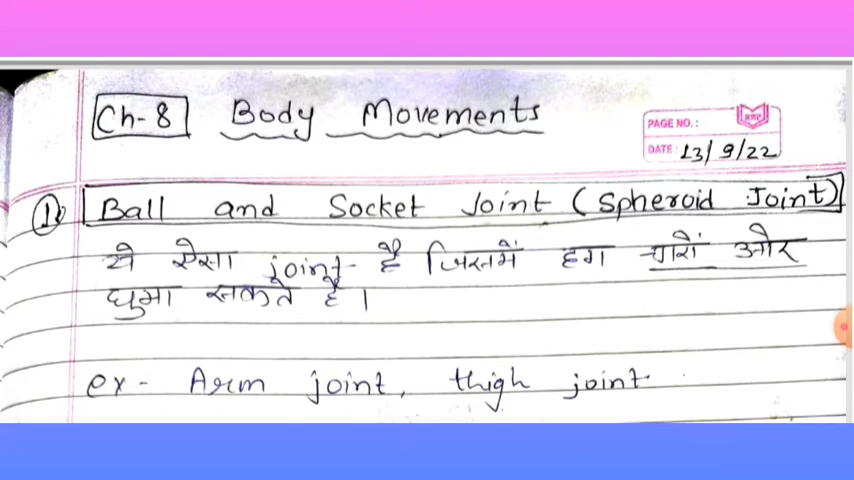 Ch-8 Body Movements
PAGE NO.:
DATE: 13/9/22
1 Ball and Socket Joint (Spheroid Joint)
ये ऐसा joint है जिसमें हम चारों ओर
घुमा सकते हैं।
ex- Arm joint, thigh joint